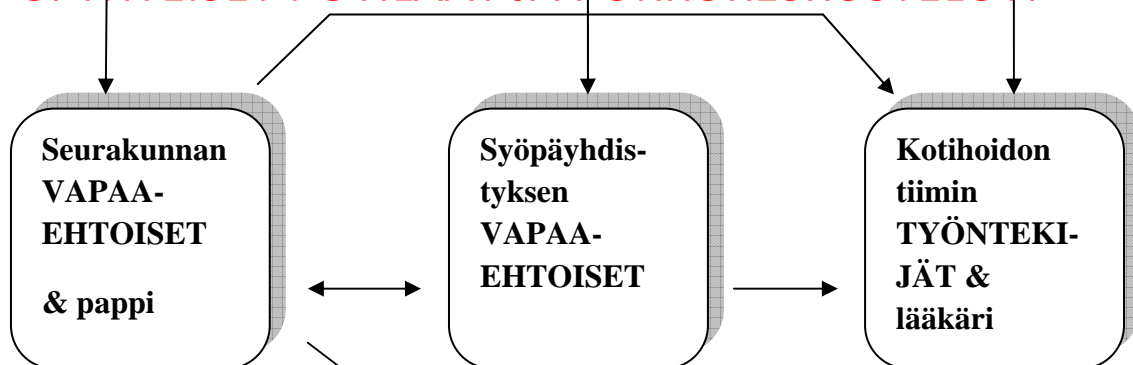 Seurakunnan
VAPAA-
EHTOISET
& pappi
Syöpäyhdis-
tyksen
VAPAA-
EHTOISET
Kotihoidon
tiimin
TYÖNTEKI-
JÄT &
lääkäri